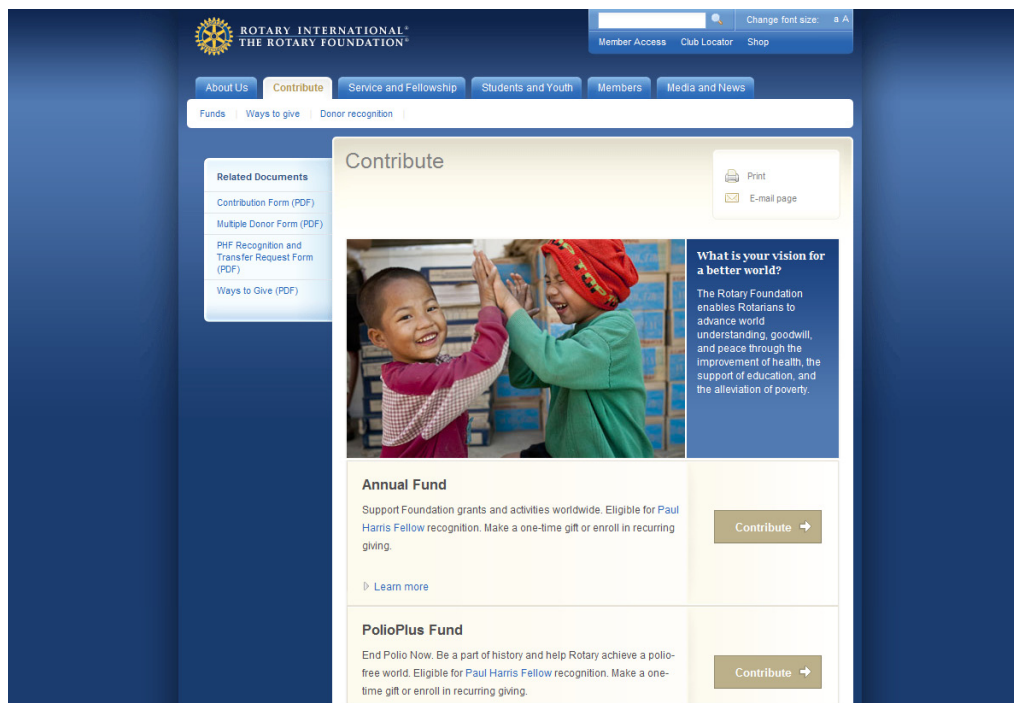 ROTARY INTERNATIONAL®
THE ROTARY FOUNDATION®
Change font size: a A
Member Access Club Locator Shop
About Us Contribute Service and Fellowship Students and Youth Members Media and News
Funds Ways to give Donor recognition
Related Documents
Contribution Form (PDF)
Multiple Donor Form (PDF)
PHF Recognition and
Transfer Request Form
(PDF)
Ways to Give (PDF)
Contribute
Print
E-mail page
What is your vision for
a better world?
The Rotary Foundation
enables Rotarians to
advance world
understanding, goodwill,
and peace through the
improvement of health, the
support of education, and
the alleviation of poverty.
Annual Fund
Support Foundation grants and activities worldwide. Eligible for Paul
Harris Fellow recognition. Make a one-time gift or enroll in recurring
giving.
Learn more
Contribute
PolioPlus Fund
End Polio Now. Be a part of history and help Rotary achieve a polio-
free world. Eligible for Paul Harris Fellow recognition. Make a one-
time gift or enroll in recurring giving.
Contribute